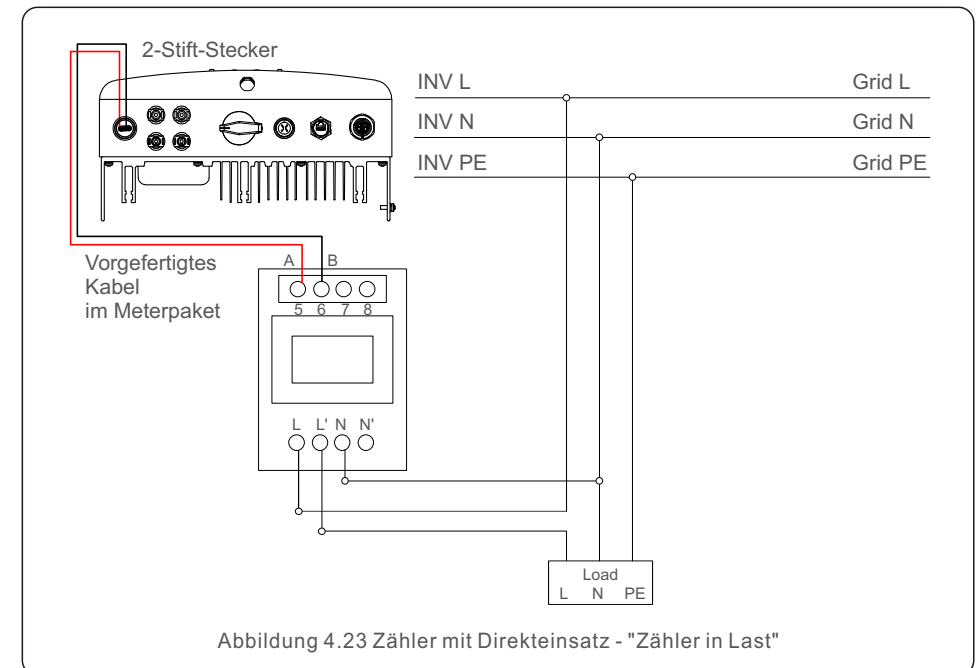 2-Stift-Stecker
INV L Grid L
INV N Grid N
INV PE Grid PE
Vorgefertigtes
Kabel
im Meterpaket
A B
5 6 7 8
L L' N N'
Load
L N PE
Abbildung 4.23 Zähler mit Direkteinsatz - "Zähler in Last"